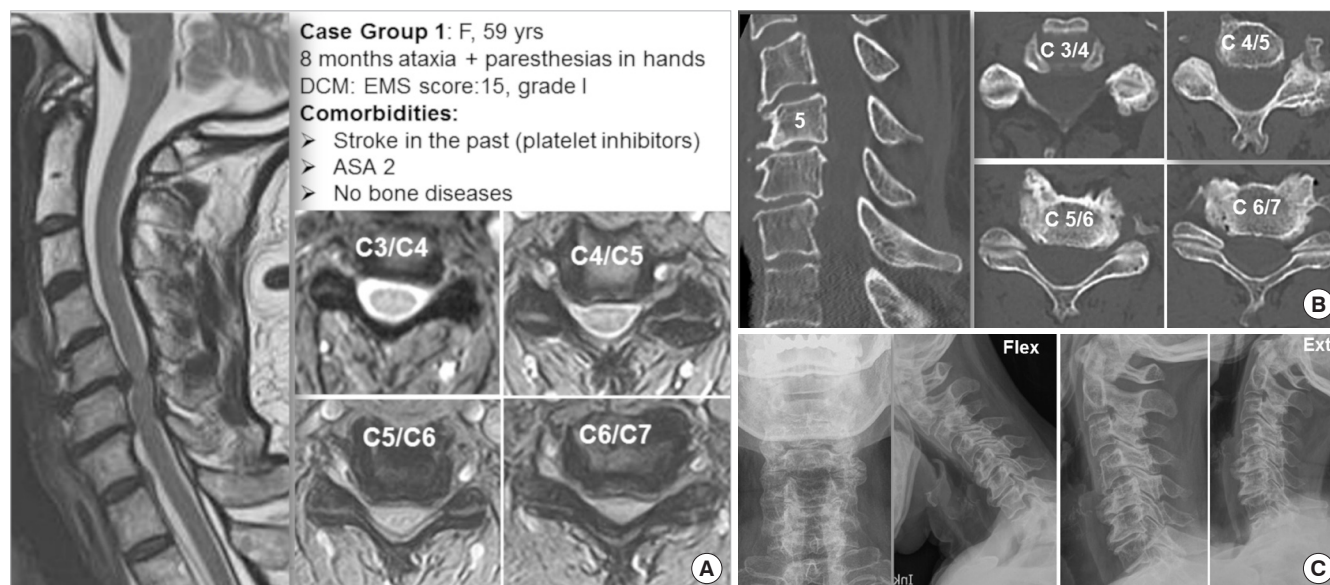 Case Group 1: F, 59 yrs
8 months ataxia + paresthesias in hands
DCM: EMS score:15, grade I
Comorbidities:
➢ Stroke in the past (platelet inhibitors)
➢ ASA 2
➢ No bone diseases
C3/C4
C4/C5
C5/C6
C6/C7
A
5
C 3/4
C 4/5
C 5/6
C 6/7
B
Flex
Ext
Ink
C